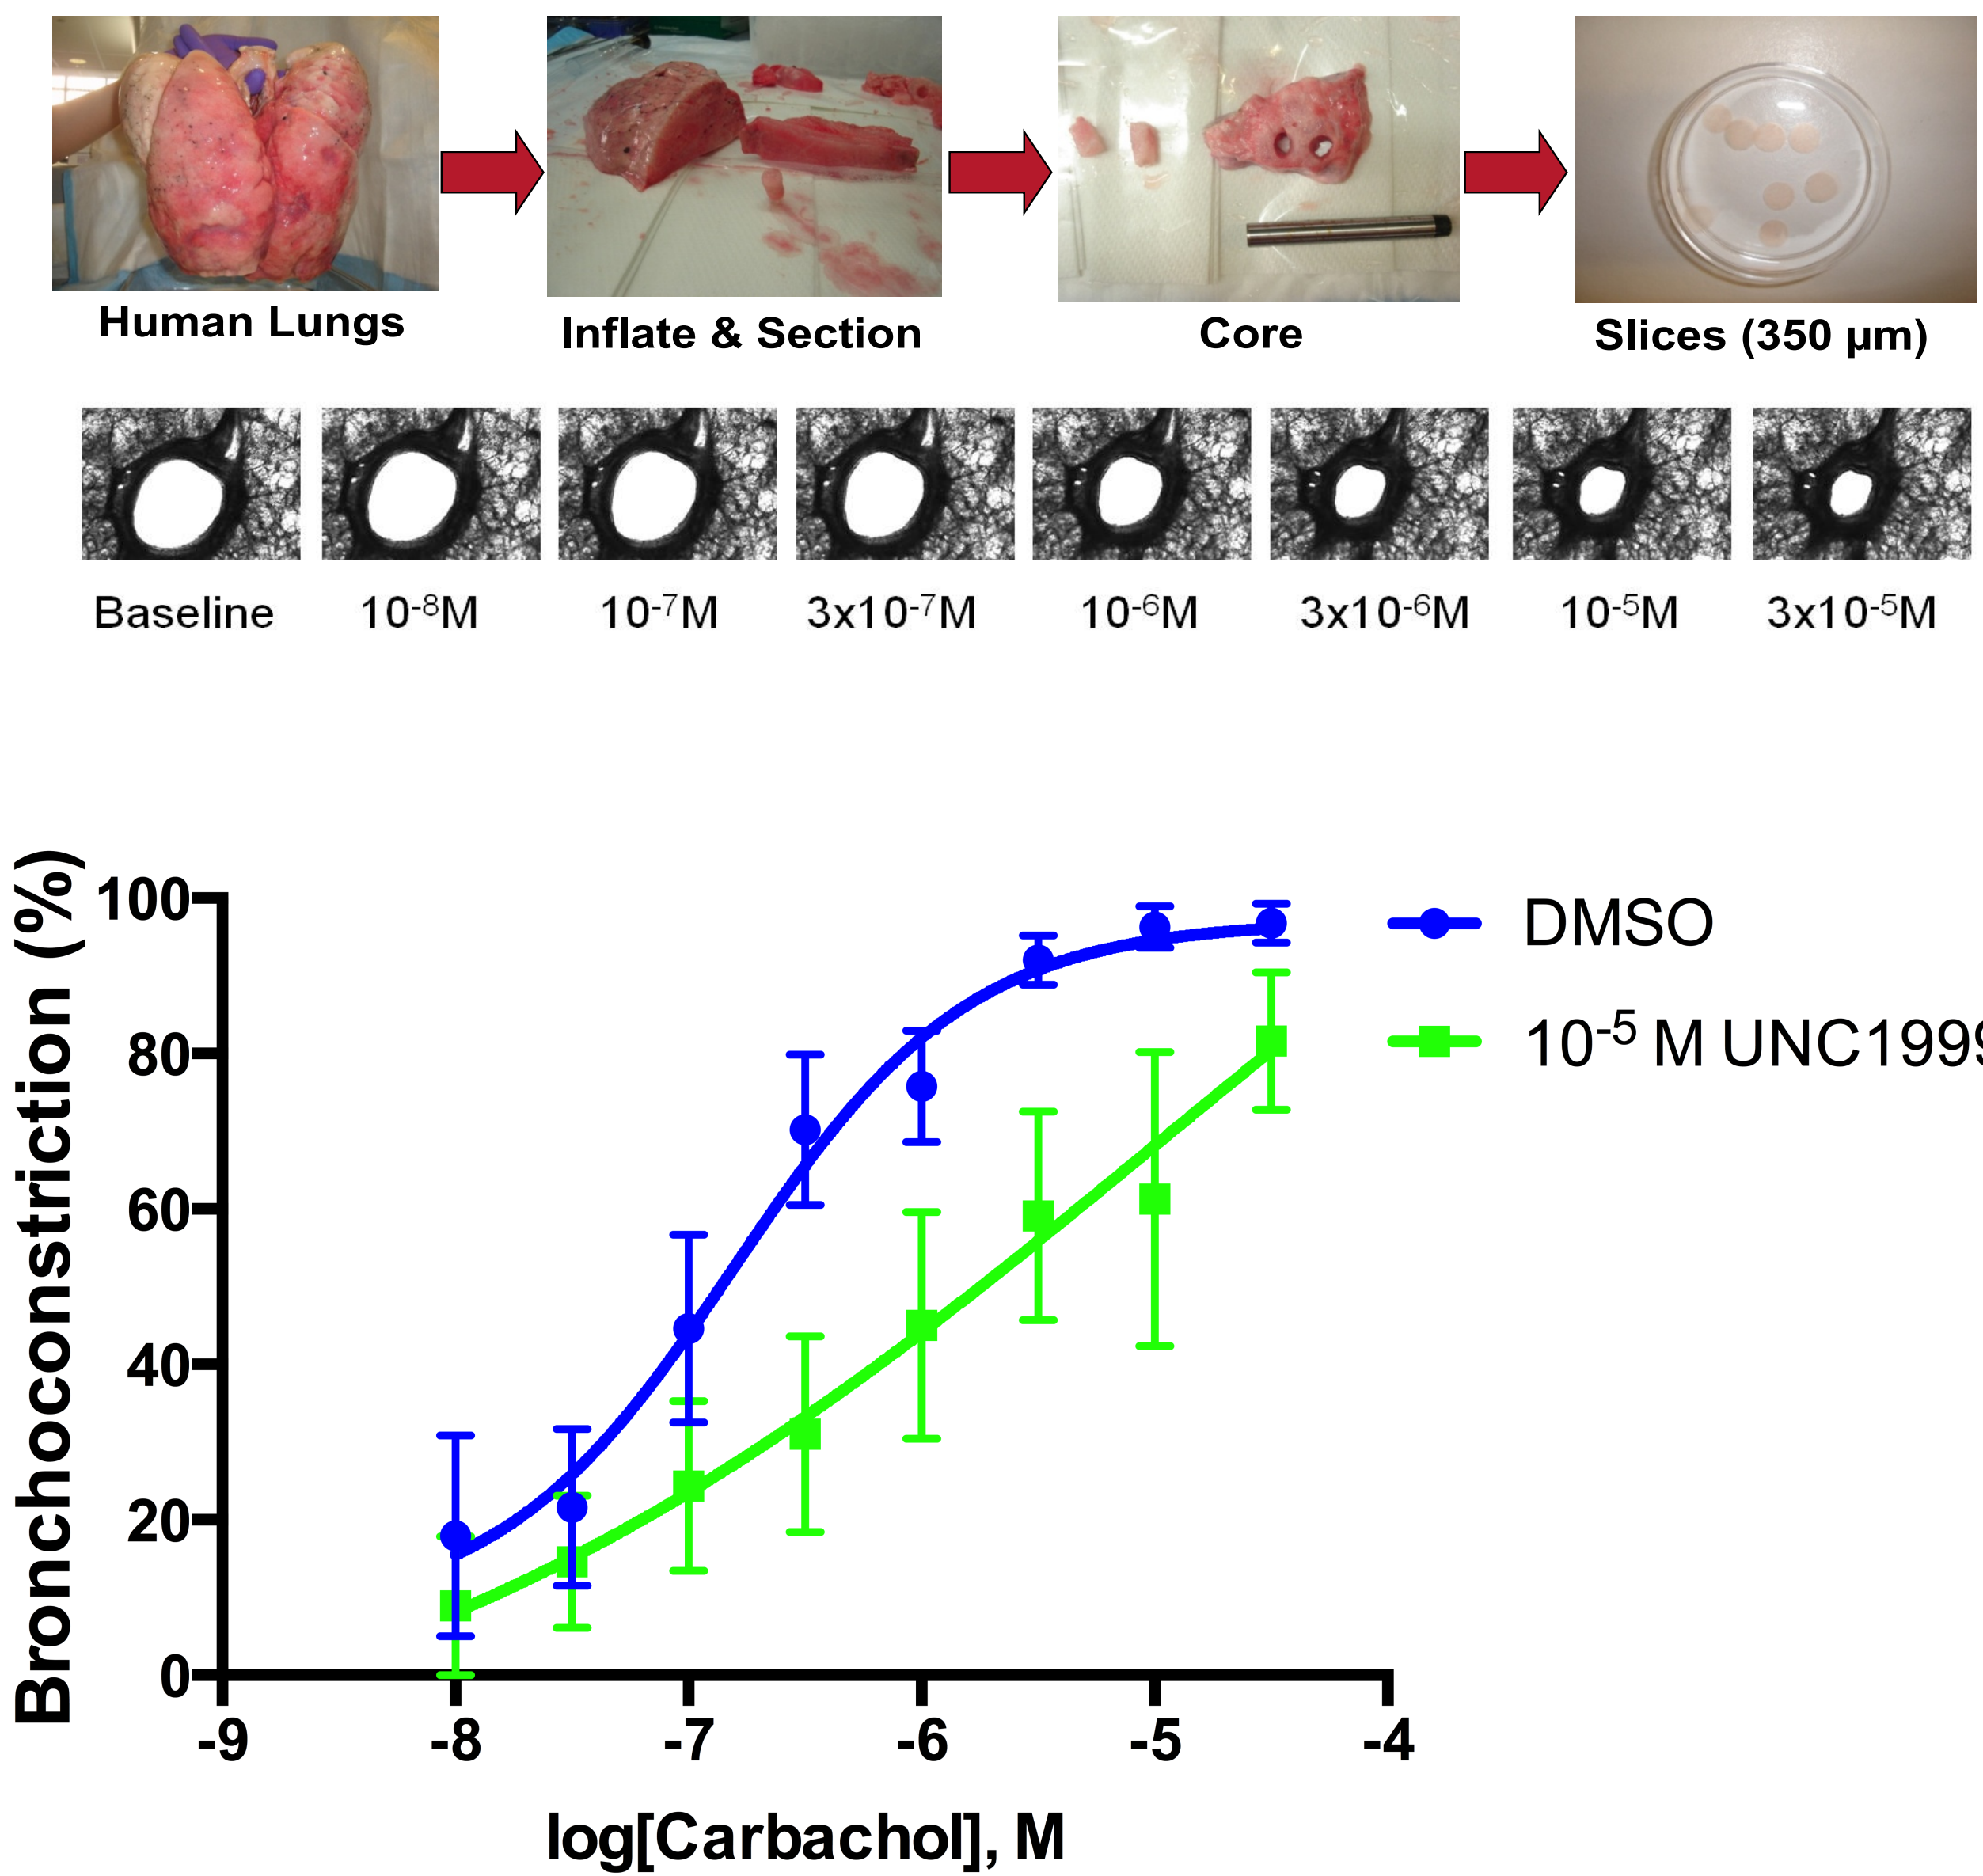 Human Lungs
Inflate & Section
Core
Slices (350 µm)
Baseline
10⁻⁸M
10⁻⁷M
3x10⁻⁷M
10⁻⁶M
3x10⁻⁶M
10⁻⁵M
3x10⁻⁵M
Bronchoconstriction (%)
100
80
60
40
20
0
-9
-8
-7
-6
-5
-4
log[Carbachol], M
DMSO
10⁻⁵ M UNC1999